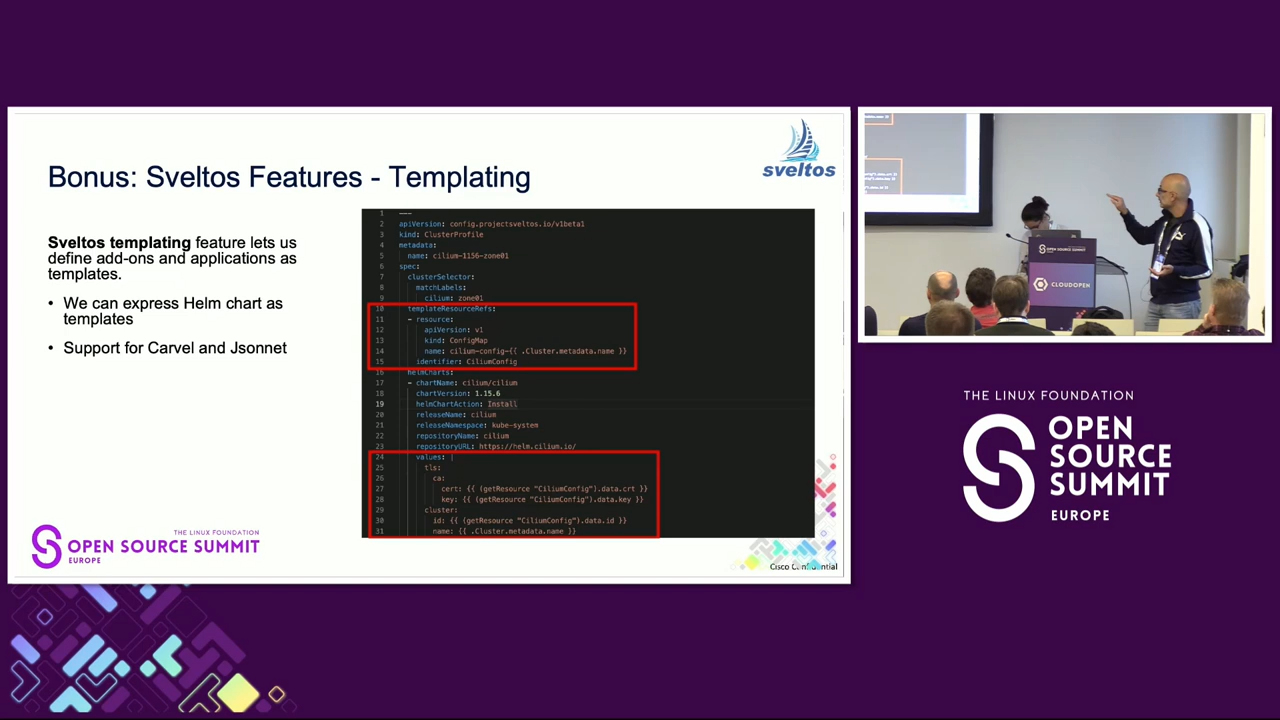 sveltos
Bonus: Sveltos Features - Templating
Sveltos templating feature lets us
define add-ons and applications as
templates.
• We can express Helm chart as
templates
• Support for Carvel and Jsonnet
1 ---
2 apiVersion: config.projectsveltos.io/v1beta1
3 kind: ClusterProfile
4 metadata:
5 name: cilium-1156-zone01
6 spec:
7 clusterSelector:
8 matchLabels:
9 cilium: zone01
10 templateResourceRefs:
11 - resource:
12 apiVersion: v1
13 kind: ConfigMap
14 name: cilium-config-{{ .Cluster.metadata.name }}
15 identifier: CiliumConfig
16 helmCharts:
17 - chartName: cilium/cilium
18 chartVersion: 1.15.6
19 helmChartAction: Install
20 releaseName: cilium
21 releaseNamespace: kube-system
22 repositoryName: cilium
23 repositoryURL: https://helm.cilium.io/
24 values: |
25 tls:
26 ca:
27 cert: {{ (getResource "CiliumConfig").data.crt }}
28 key: {{ (getResource "CiliumConfig").data.key }}
29 cluster:
30 id: {{ (getResource "CiliumConfig").data.id }}
31 name: {{ .Cluster.metadata.name }}
THE LINUX FOUNDATION
OPEN SOURCE SUMMIT
EUROPE
Cisco Confidential
OPEN SOURCE SUMMIT
CLOUDOPEN
THE LINUX FOUNDATION
OPEN
SOURCE
SUMMIT
EUROPE